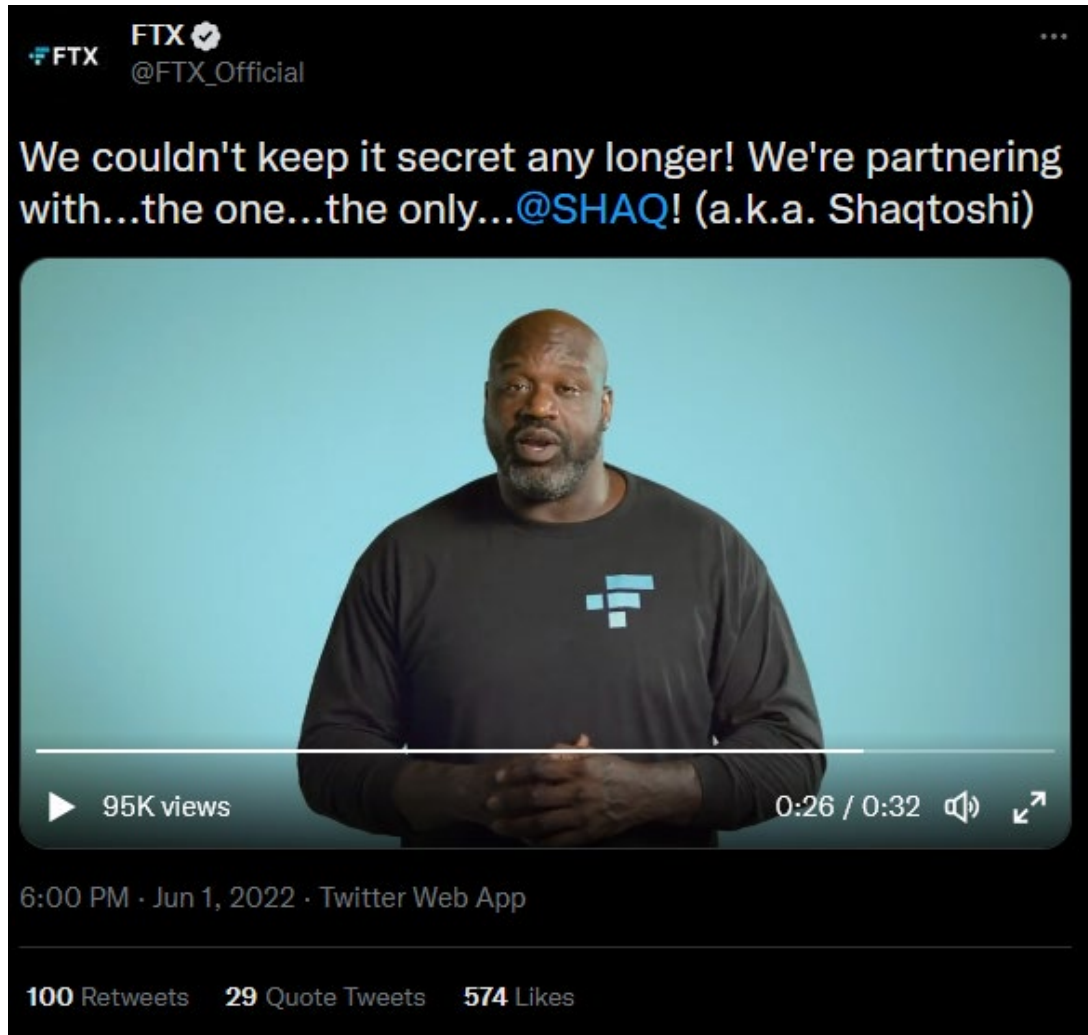 FTX
FTX
@FTX_Official
We couldn't keep it secret any longer! We're partnering
with...the one...the only...@SHAQ! (a.k.a. Shaqtoshi)
95K views
0:26 / 0:32
6:00 PM · Jun 1, 2022 · Twitter Web App
100 Retweets 29 Quote Tweets 574 Likes